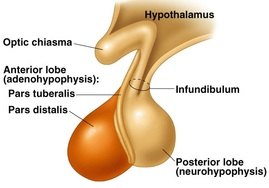 Hypothalamus
Optic chiasma
Anterior lobe
(adenohypophysis):
Pars tuberalis
Pars distalis
Infundibulum
Posterior lobe
(neurohypophysis)